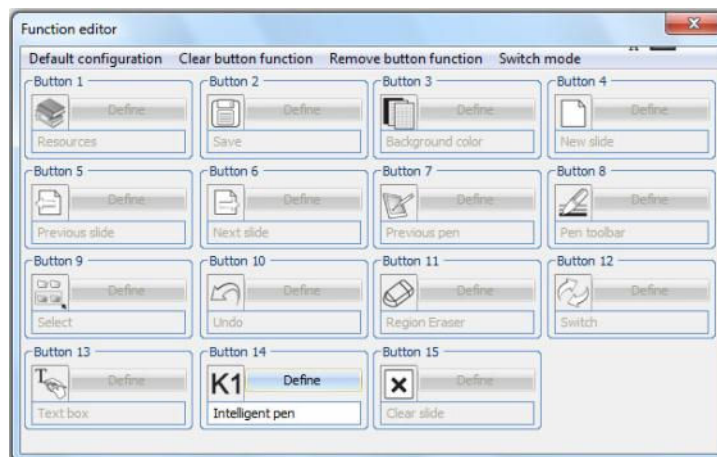 Function editor
Default configuration Clear button function Remove button function Switch mode
Button 1 Button 2 Button 3 Button 4
Define Define Define Define
Resources Save Background color New slide
Button 5 Button 6 Button 7 Button 8
Define Define Define Define
Previous slide Next slide Previous pen Pen toolbar
Button 9 Button 10 Button 11 Button 12
Define Define Define Define
Select Undo Region Eraser Switch
Button 13 Button 14 Button 15
T Define K1 Define Define
Text box Intelligent pen Clear slide